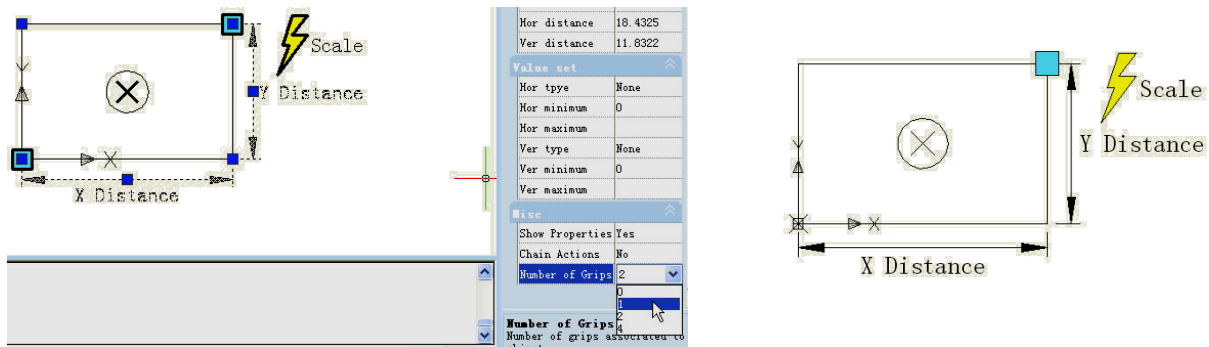 Scale
Y Distance
X Distance
X
Hor distance 18.4325
Ver distance 11.8322
Value set
Hor tpye None
Hor minimum 0
Hor maximum
Ver type None
Ver minimum 0
Ver maximum
Misc
Show Properties Yes
Chain Actions No
Number of Grips 2
0
1
2
4
Number of Grips
Number of grips associated to
Scale
Y Distance
X
X Distance